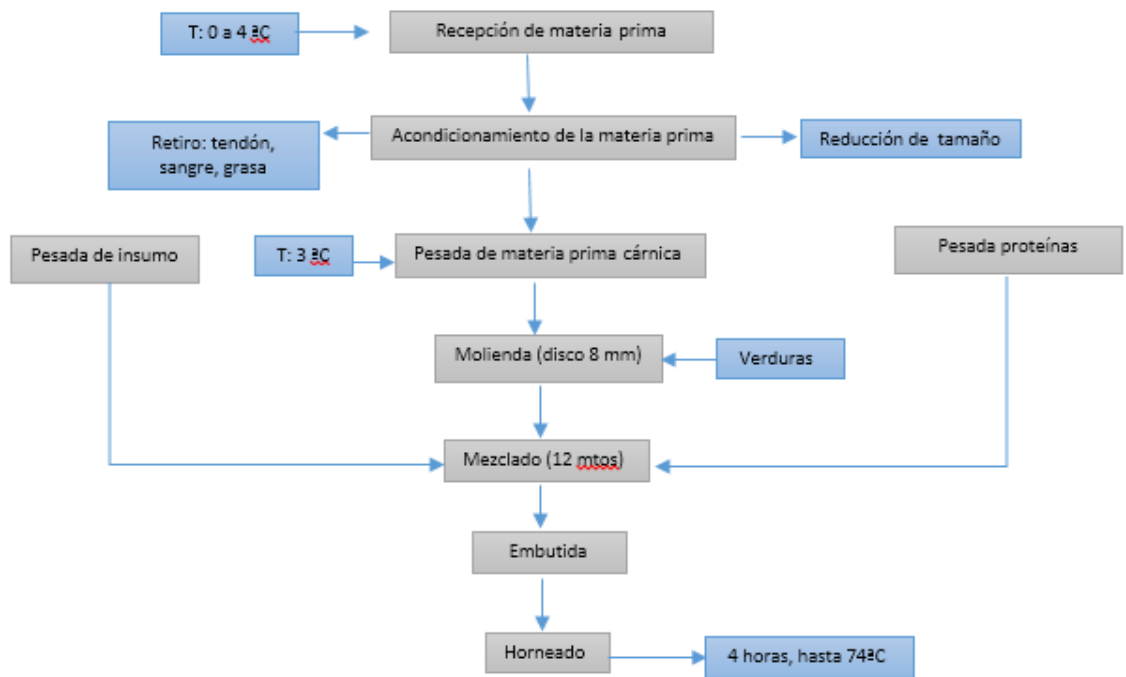 T: 0 a 4 ªC
Recepción de materia prima
Retiro: tendón,
sangre, grasa
Acondicionamiento de la materia prima
Reducción de tamaño
Pesada de insumo
T: 3 ªC
Pesada de materia prima cárnica
Pesada proteínas
Molienda (disco 8 mm)
Verduras
Mezclado (12 mtos)
Embutida
Horneado
4 horas, hasta 74ªC